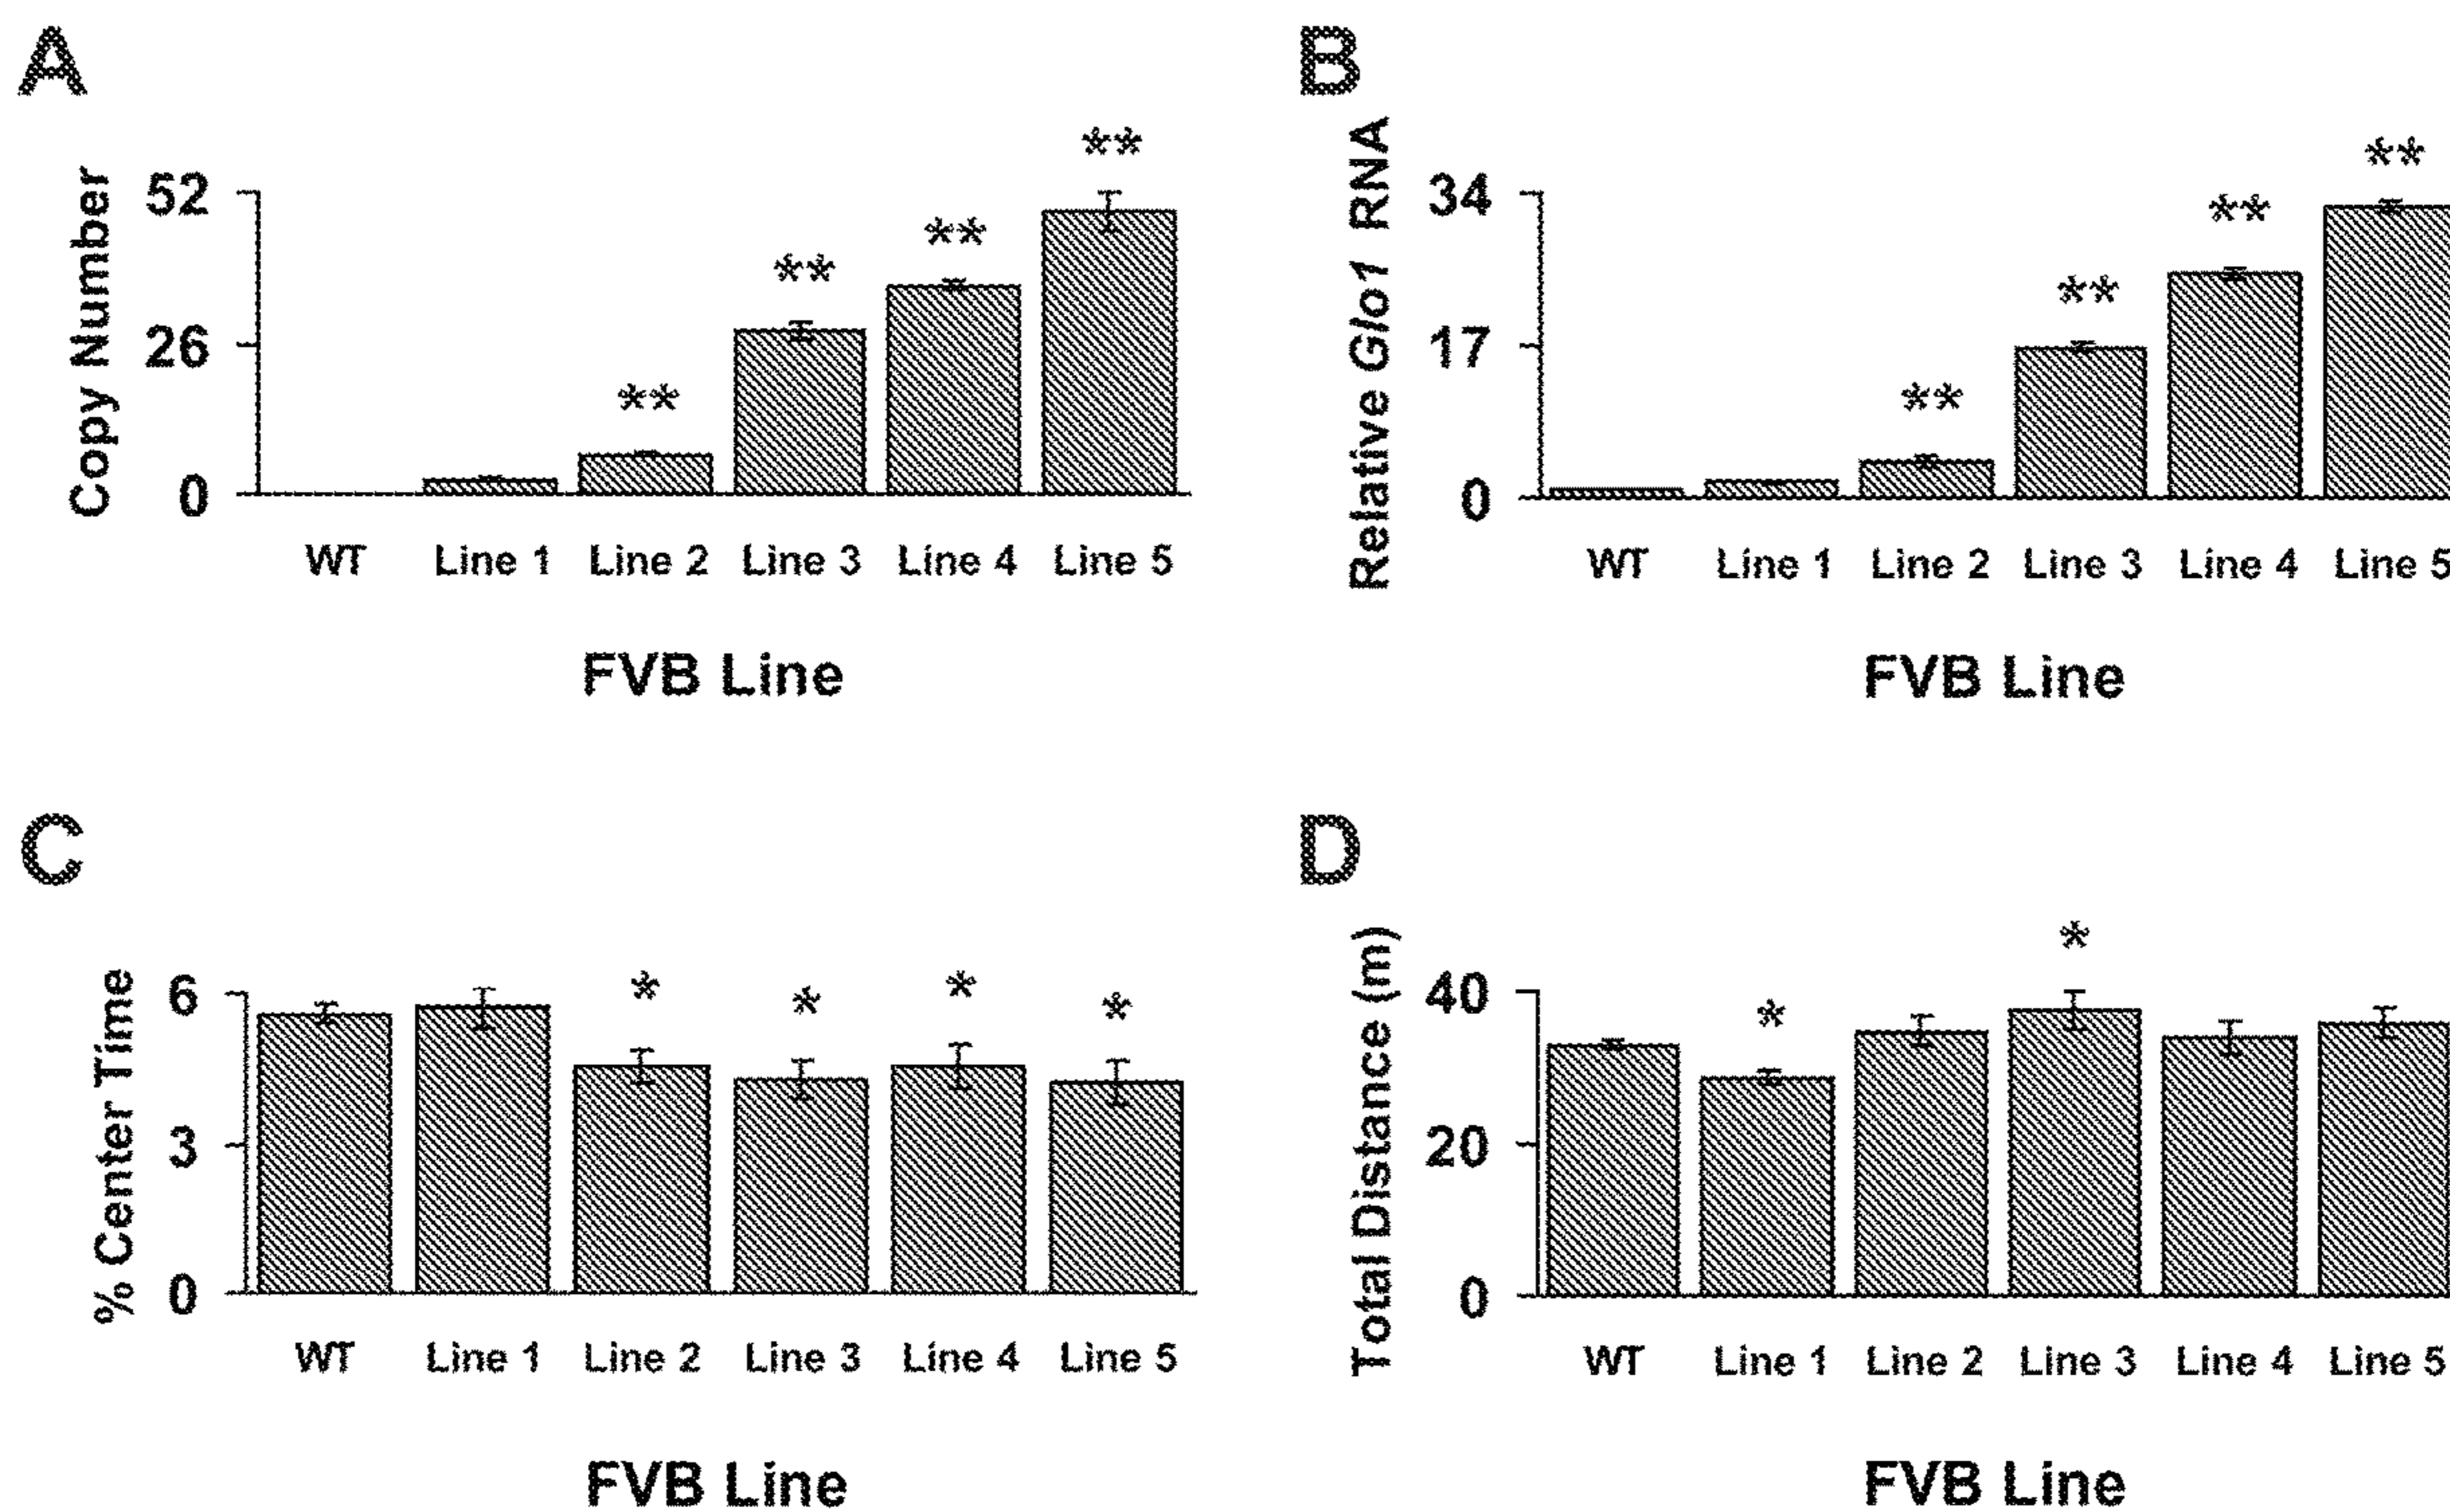 A
Copy Number
52
26
0
**
**
**
**
WT Line 1 Line 2 Line 3 Line 4 Line 5
FVB Line
B
Relative Glo1 RNA
34
17
0
**
**
**
**
WT Line 1 Line 2 Line 3 Line 4 Line 5
FVB Line
C
% Center Time
6
3
0
* * * *
WT Line 1 Line 2 Line 3 Line 4 Line 5
FVB Line
D
Total Distance (m)
40
20
0
* *
WT Line 1 Line 2 Line 3 Line 4 Line 5
FVB Line